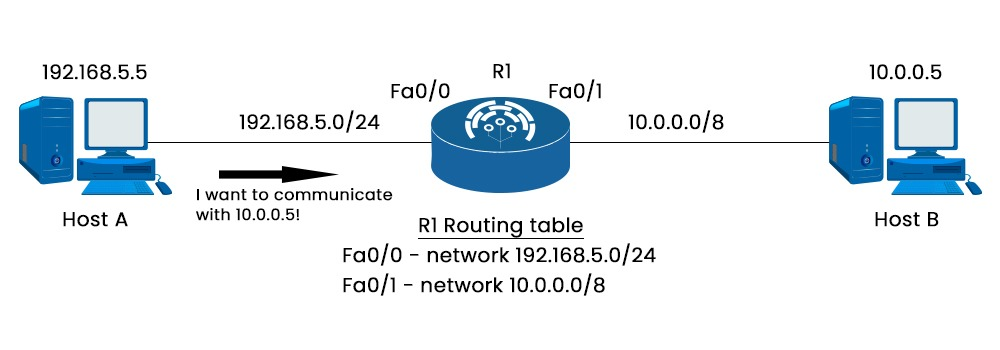 192.168.5.5
R1
10.0.0.5
Fa0/0
Fa0/1
192.168.5.0/24
10.0.0.0/8
I want to communicate
with 10.0.0.5!
Host A
Host B
R1 Routing table
Fa0/0 - network 192.168.5.0/24
Fa0/1 - network 10.0.0.0/8